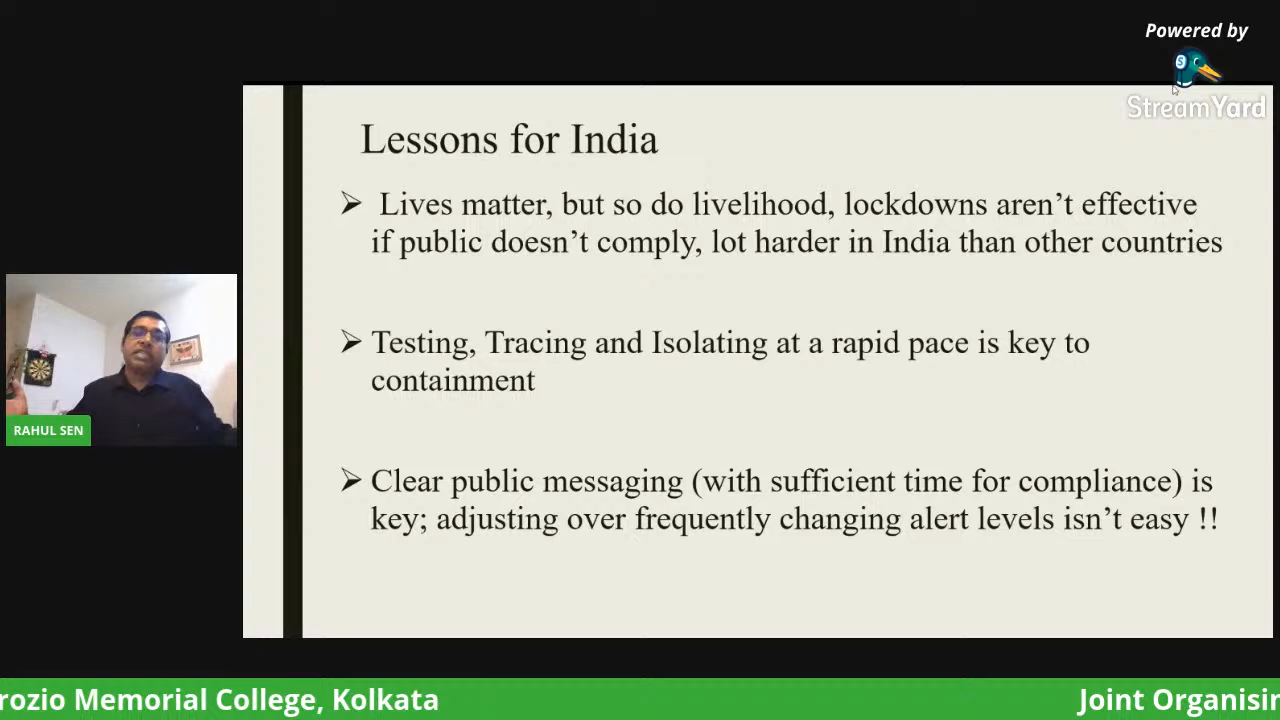 Powered by
StreamYard
Lessons for India
Lives matter, but so do livelihood, lockdowns aren’t effective
if public doesn’t comply, lot harder in India than other countries
Testing, Tracing and Isolating at a rapid pace is key to
containment
Clear public messaging (with sufficient time for compliance) is
key; adjusting over frequently changing alert levels isn’t easy !!
RAHUL SEN
rozio Memorial College, Kolkata
Joint Organisin